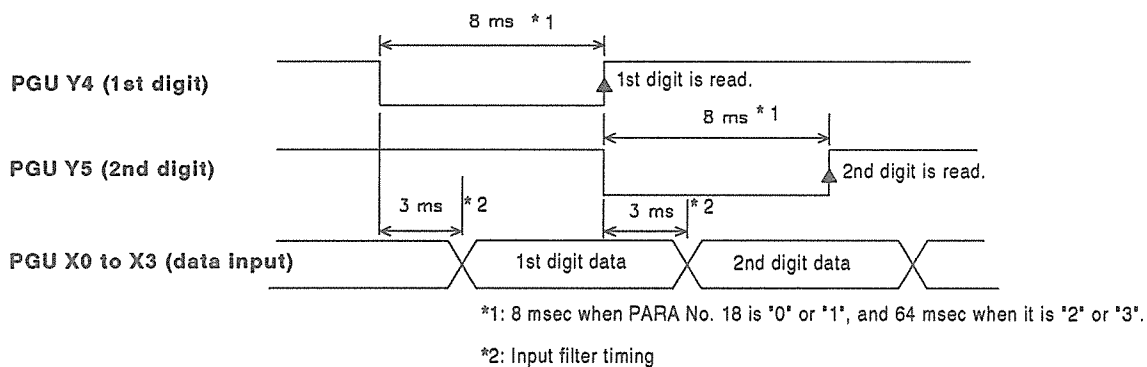 8 ms *1
PGU Y4 (1st digit)
1st digit is read.
8 ms *1
PGU Y5 (2nd digit)
2nd digit is read.
3 ms *2
3 ms *2
PGU X0 to X3 (data input)
1st digit data
2nd digit data
*1: 8 msec when PARA No. 18 is "0" or "1", and 64 msec when it is "2" or "3".
*2: Input filter timing